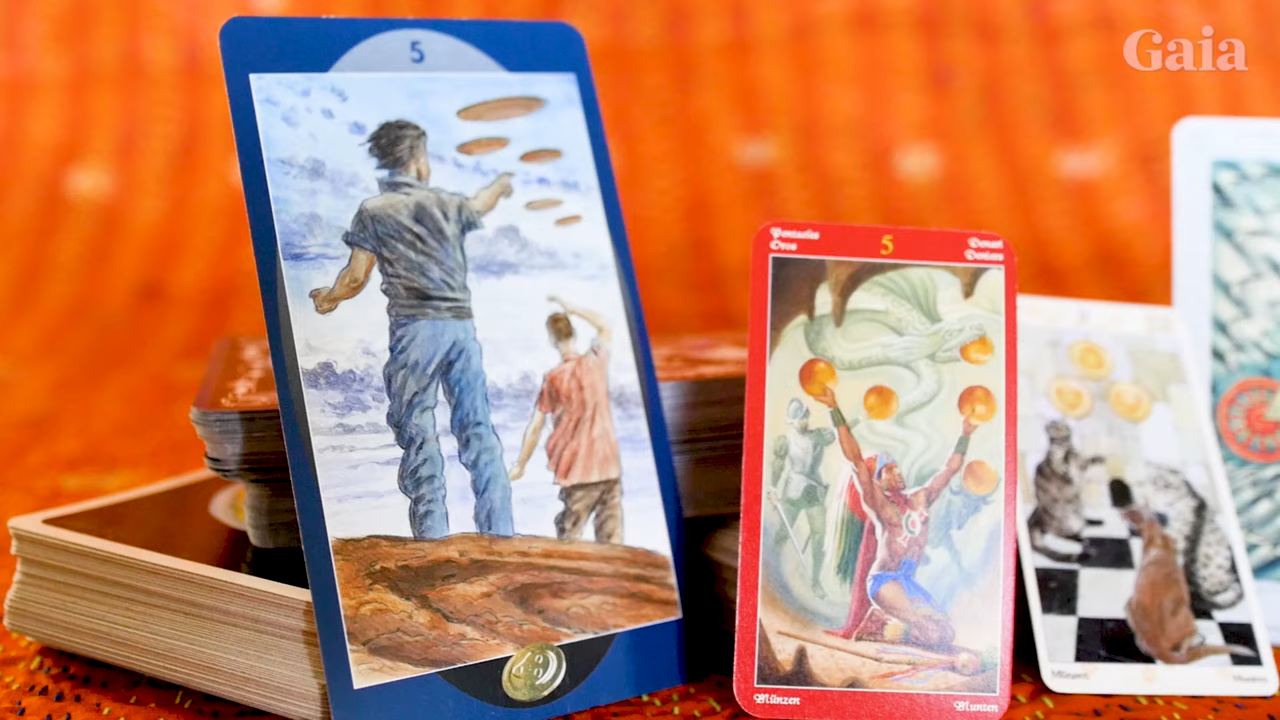 Gaia
5
Pentacles
Oros
5
Denari
Deniers
Münzen
Munten